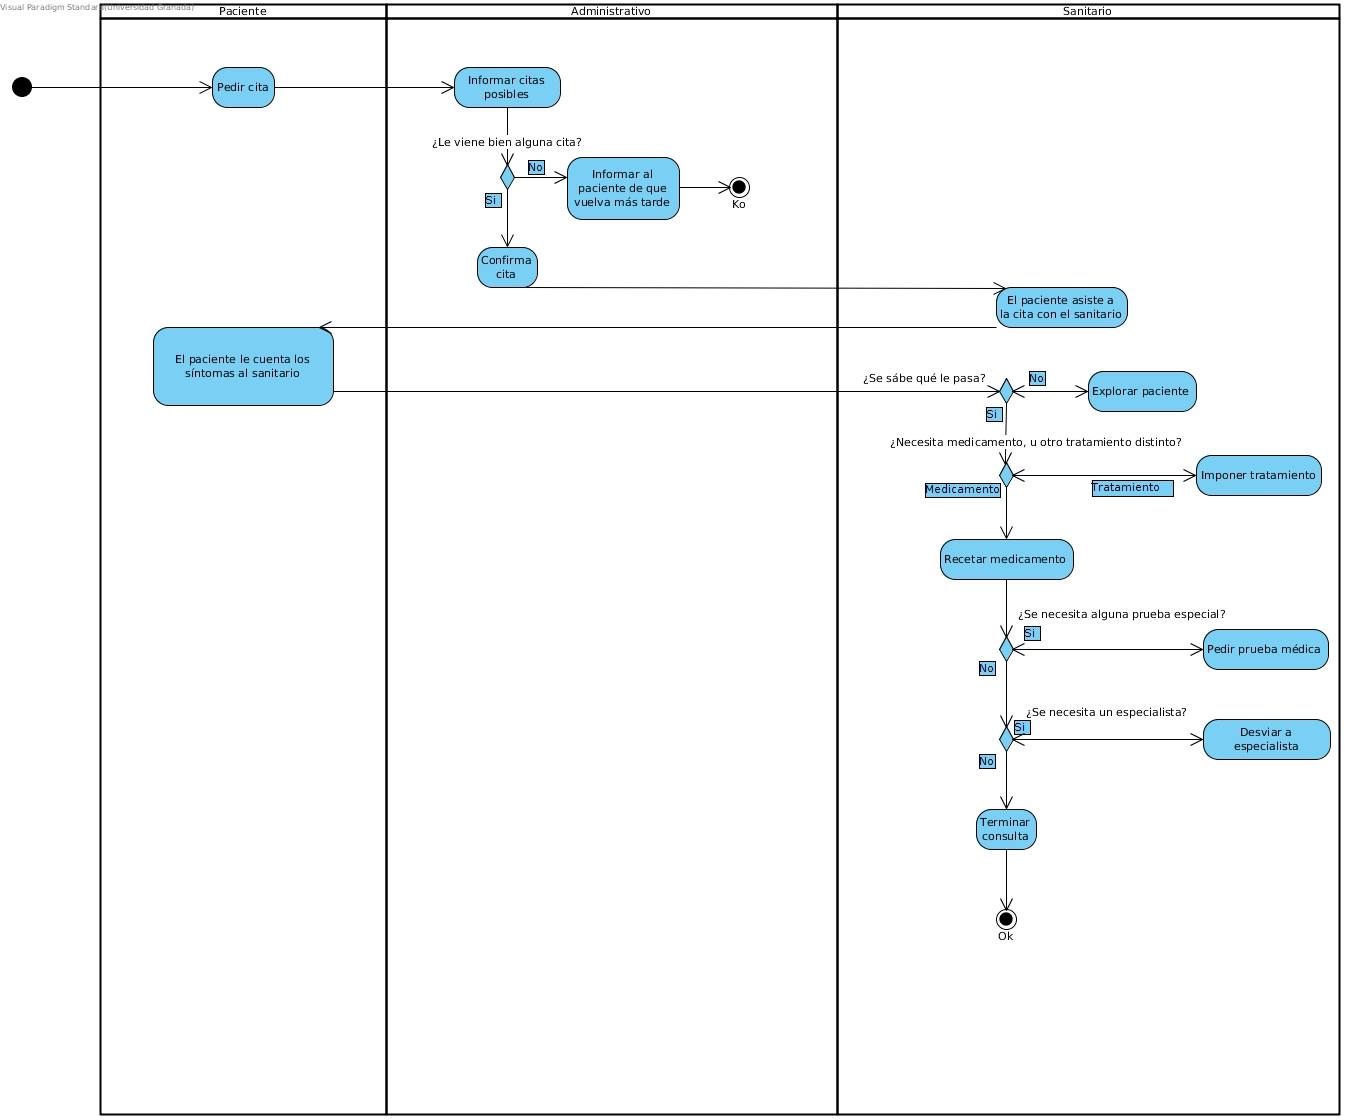 Visual Paradigm Standard(Universidad Granada)
Paciente
Administrativo
Sanitario
Pedir cita
Informar citas
posibles
¿Le viene bien alguna cita?
No
Si
Informar al
paciente de que
vuelva más tarde
Ko
Confirma
cita
El paciente asiste a
la cita con el sanitario
El paciente le cuenta los
síntomas al sanitario
¿Se sábe qué le pasa?
No
Si
Explorar paciente
¿Necesita medicamento, u otro tratamiento distinto?
Medicamento
Tratamiento
Imponer tratamiento
Recetar medicamento
¿Se necesita alguna prueba especial?
Si
No
Pedir prueba médica
¿Se necesita un especialista?
Si
No
Desviar a
especialista
Terminar
consulta
Ok